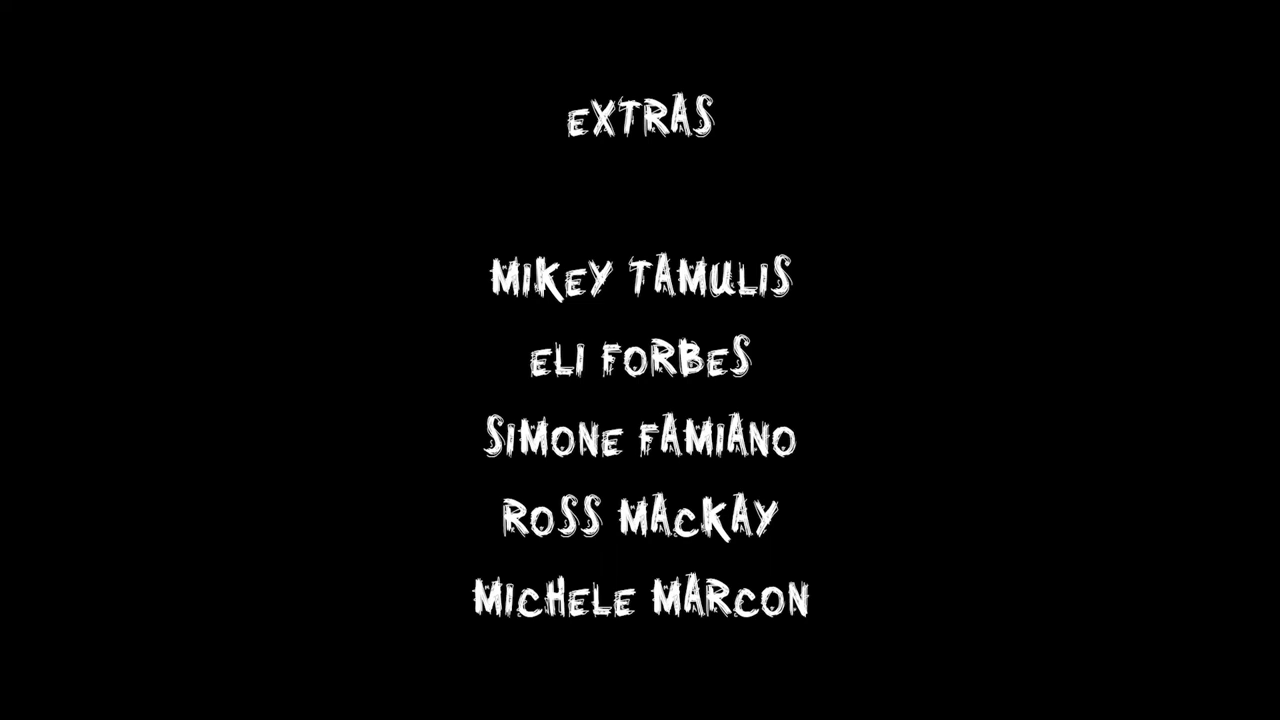 EXTRAS
MIKEY TAMULIS
ELI FORBES
SIMONE FAMIANO
ROSS MACKAY
MICHELE MARCON